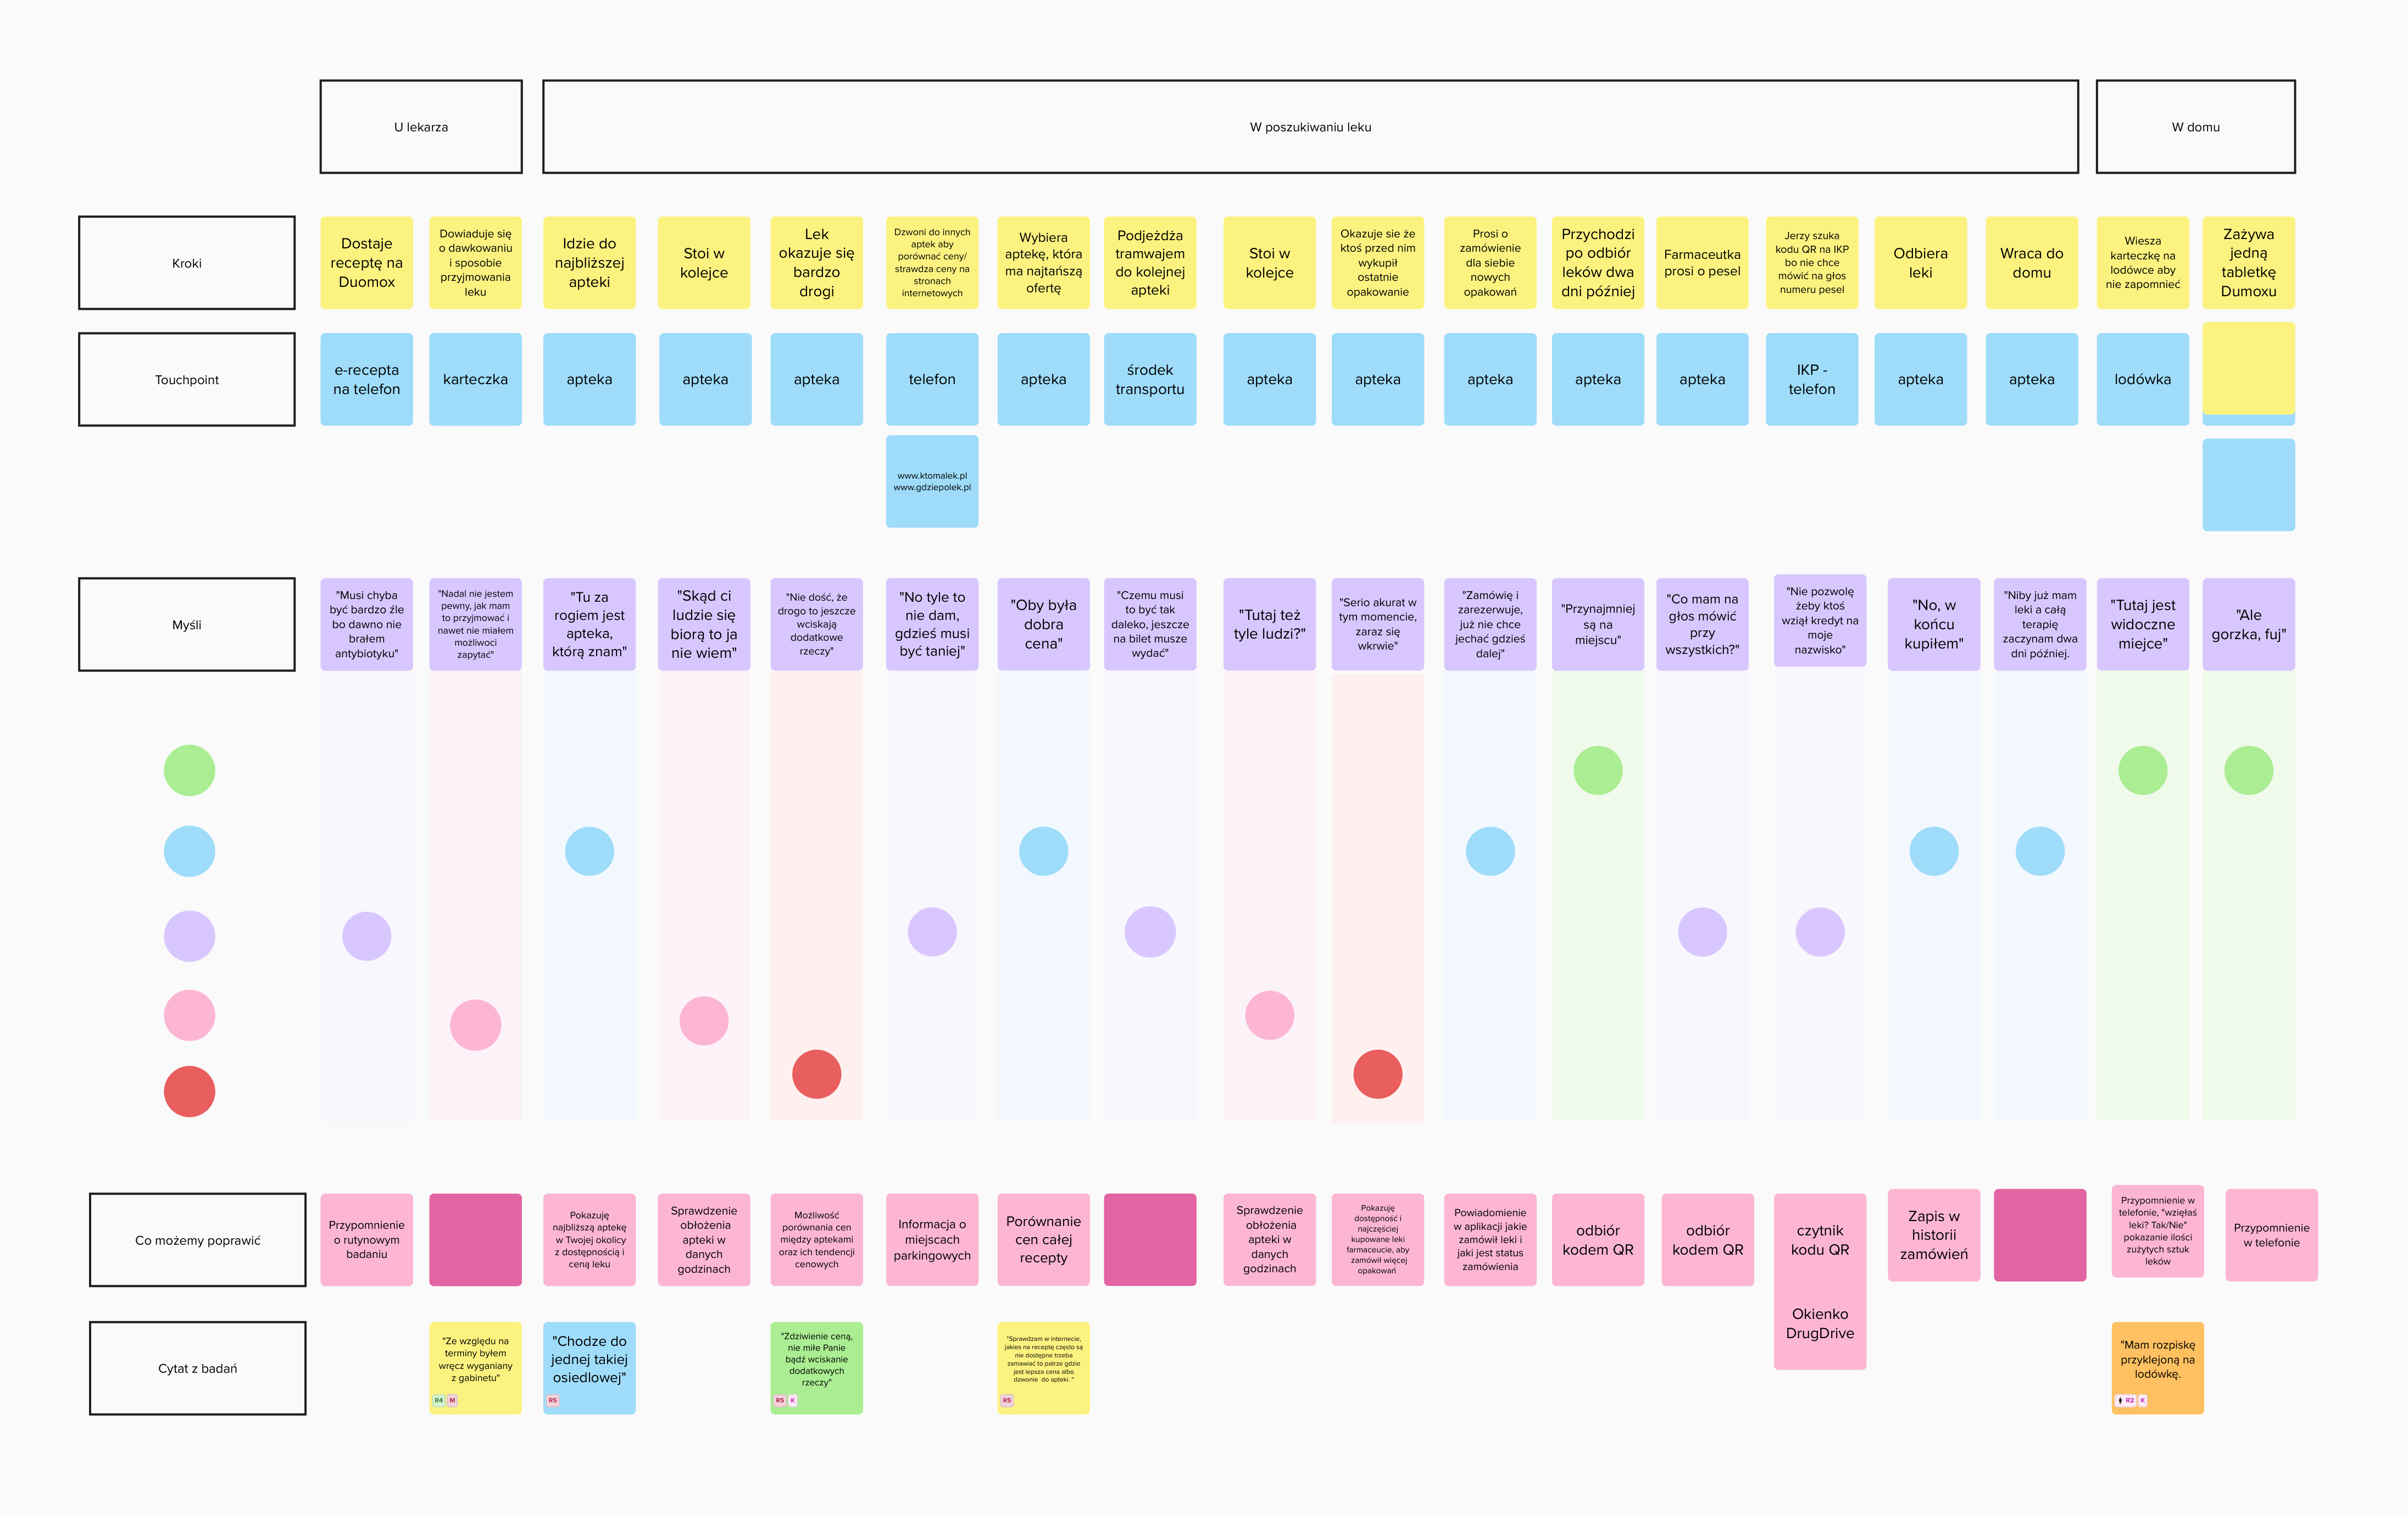 U lekarza
W poszukiwaniu leku
W domu
Kroki
Dostaje
receptę na
Duomox
Dowiaduje się
o dawkowaniu
i sposobie
przyjmowania
leku
Idzie do
najbliższej
apteki
Stoi w
kolejce
Lek
okazuje się
bardzo
drogi
Dzwoni do innych
aptek aby
porównać ceny/
strawdza ceny na
stronach
internetowych
Wybiera
aptekę, która
ma najtańszą
ofertę
Podjeżdża
tramwajem
do kolejnej
apteki
Stoi w
kolejce
Okazuje sie że
ktoś przed nim
wykupił
ostatnie
opakowanie
Prosi o
zamówienie
dla siebie
nowych
opakowań
Przychodzi
po odbiór
leków dwa
dni później
Farmaceutka
prosi o pesel
Jerzy szuka
kodu QR na IKP
bo nie chce
mówić na głos
numeru pesel
Odbiera
leki
Wraca do
domu
Wiesza
karteczkę na
lodówce aby
nie zapomnieć
Zażywa
jedną
tabletkę
Dumoxu
Touchpoint
e-recepta
na telefon
karteczka
apteka
apteka
apteka
telefon
apteka
środek
transportu
apteka
apteka
apteka
apteka
apteka
IKP -
telefon
apteka
apteka
lodówka
www.ktomalek.pl
www.gdziepolek.pl
Myśli
"Musi chyba
być bardzo źle
bo dawno nie
brałem
antybiotyku"
"Nadal nie jestem
pewny, jak mam
to przyjmować i
nawet nie miałem
możliwoci
zapytać"
"Tu za
rogiem jest
apteka,
którą znam"
"Skąd ci
ludzie się
biorą to ja
nie wiem"
"Nie dość, że
drogo to jeszcze
wciskają
dodatkowe
rzeczy"
"No tyle to
nie dam,
gdzieś musi
być taniej"
"Oby była
dobra
cena"
"Czemu musi
to być tak
daleko, jeszcze
na bilet musze
wydać"
"Tutaj też
tyle ludzi?"
"Serio akurat w
tym momencie,
zaraz się
wkrwie"
"Zamówię i
zarezerwuje,
już nie chce
jechać gdzieś
dalej"
"Przynajmniej
są na
miejscu"
"Co mam na
głos mówić
przy
wszystkich?"
"Nie pozwolę
żeby ktoś
wziął kredyt na
moje
nazwisko"
"No, w
końcu
kupiłem"
"Niby już mam
leki a całą
terapię
zaczynam dwa
dni później.
"Tutaj jest
widoczne
miejce"
"Ale
gorzka, fuj"
Co możemy poprawić
Przypomnienie
o rutynowym
badaniu
Pokazuję
najbliższą aptekę
w Twojej okolicy
z dostępnością i
ceną leku
Sprawdzenie
obłożenia
apteki w
danych
godzinach
Możliwość
porównania cen
między aptekami
oraz ich tendencji
cenowych
Informacja o
miejscach
parkingowych
Porównanie
cen całej
recepty
Sprawdzenie
obłożenia
apteki w
danych
godzinach
Pokazuję
dostępność i
najczęściej
kupowane leki
farmaceucie, aby
zamówił więcej
opakowań
Powiadomienie
w aplikacji jakie
zamówił leki i
jaki jest status
zamówienia
odbiór
kodem QR
odbiór
kodem QR
czytnik
kodu QR
Okienko
DrugDrive
Zapis w
historii
zamówień
Przypomnienie w
telefonie, "wzięłaś
leki? Tak/Nie"
pokazanie ilości
zużytych sztuk
leków
Przypomnienie
w telefonie
Cytat z badań
"Ze względu na
terminy byłem
wręcz wyganiany
z gabinetu"
R4 M
"Chodze do
jednej takiej
osiedlowej"
R5
"Zdziwienie ceną,
nie miłe Panie
bądź wciskanie
dodatkowych
rzeczy"
R5 K
"Sprawdzam w internecie,
jakies na receptę często są
nie dostępne trzeba
zamawiać to patrze gdzie
jest lepsza cena albo
dzwonie do apteki. "
R5
"Mam rozpiskę
przyklejoną na
lodówkę.
R2 K